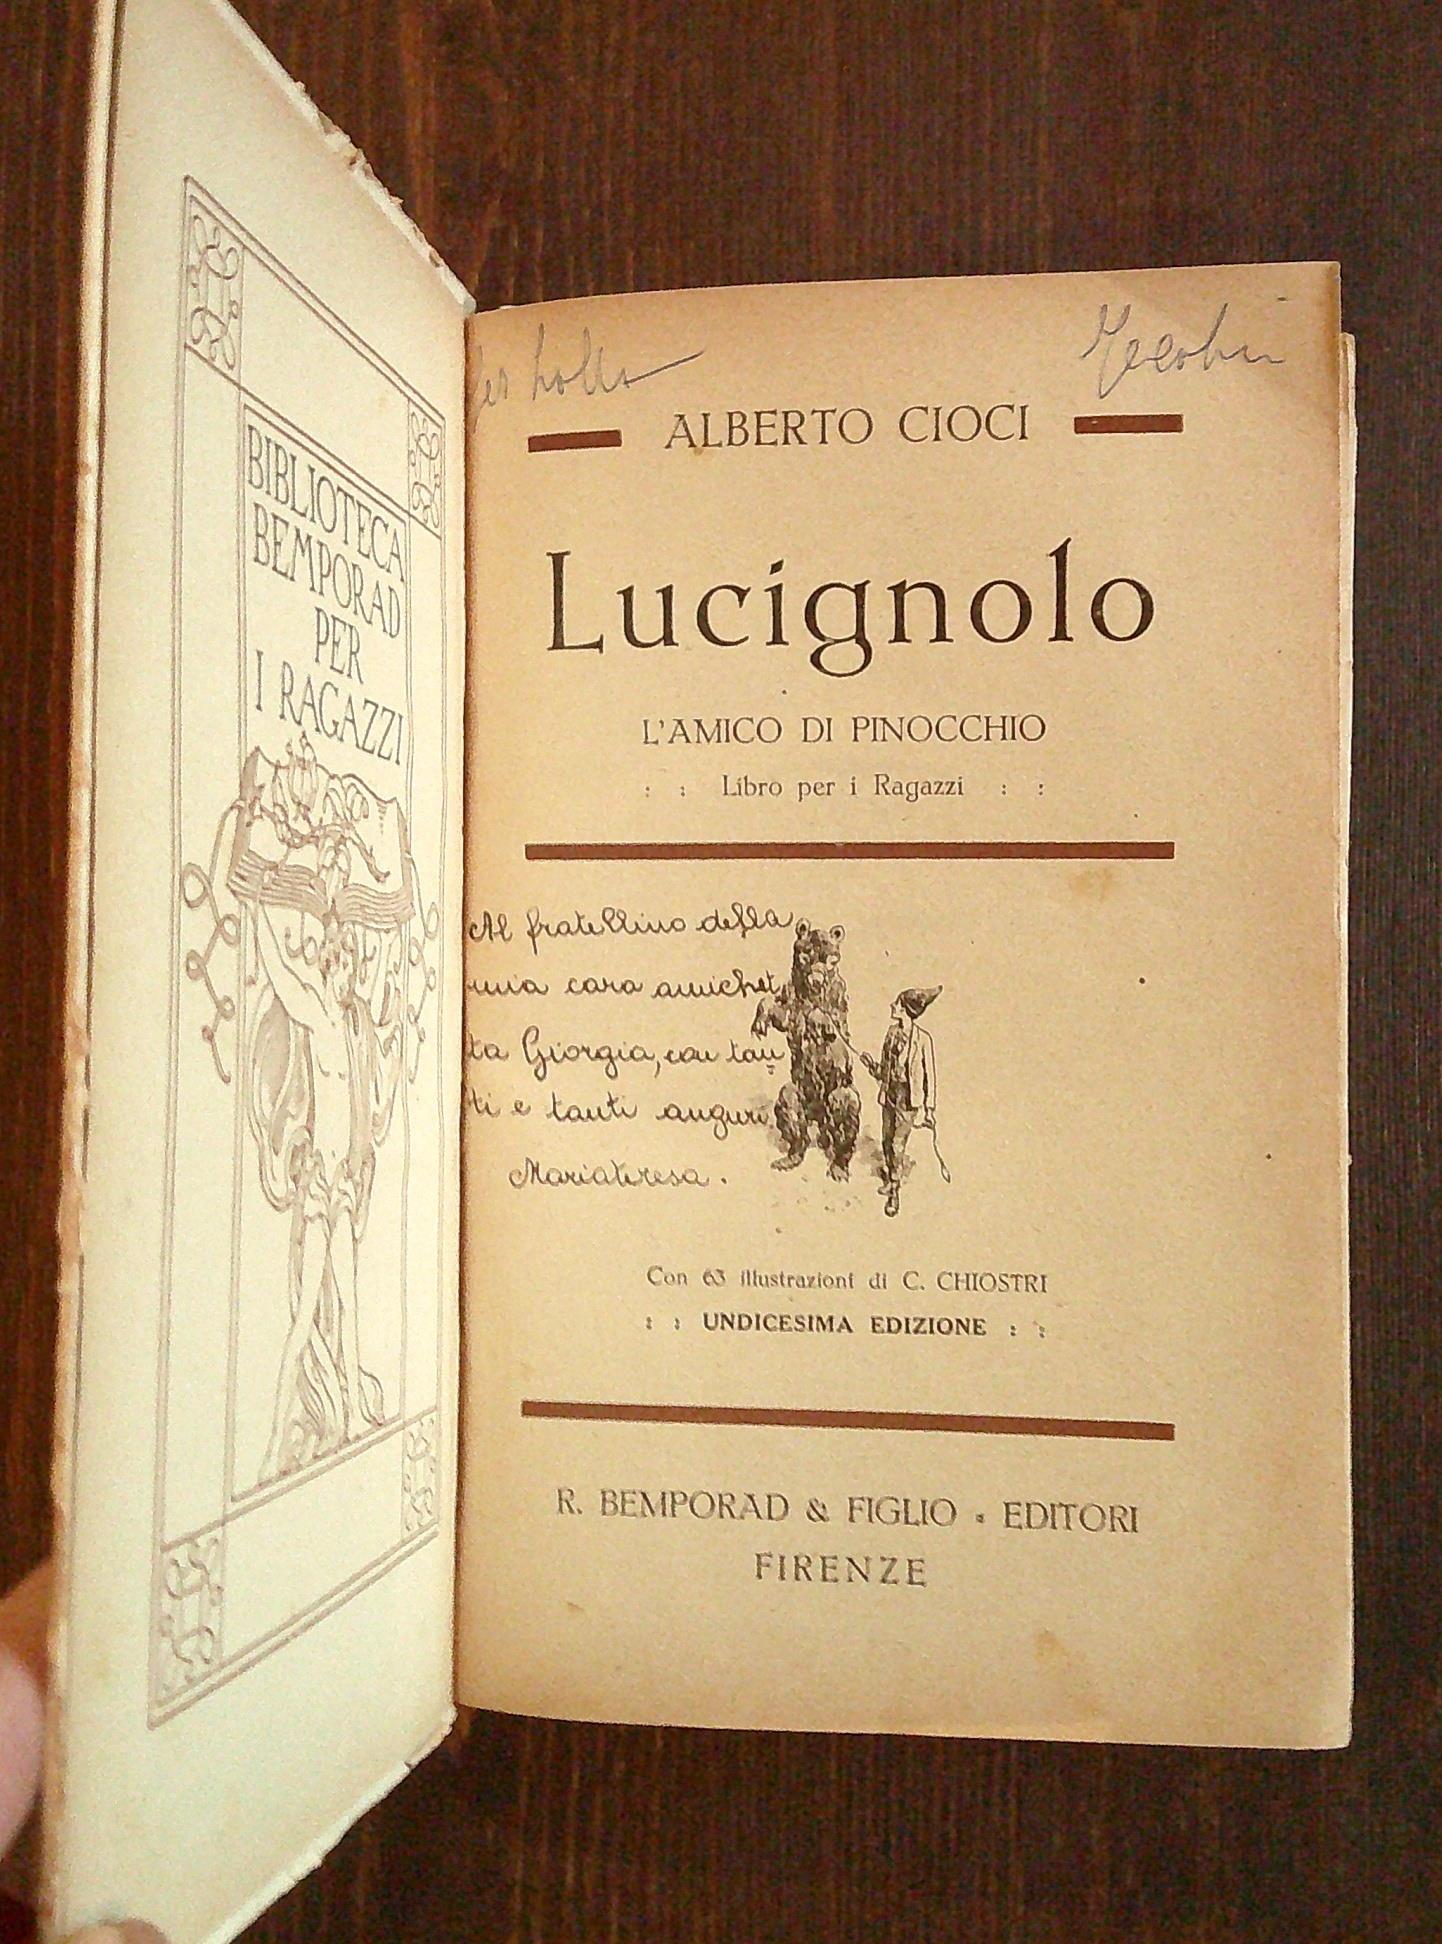 BIBLIOTECA
BEMPORAD
PER
I RAGAZZI
ALBERTO CIOCI
Lucignolo
L'AMICO DI PINOCCHIO
: : Libro per i Ragazzi : :
Al fratellino della
mia cara amichet
ta Giorgia, con tan=
ti e tanti auguri
Mariateresa.
Con 63 illustrazioni di C. CHIOSTRI
: : UNDICESIMA EDIZIONE : :
R. BEMPORAD & FIGLIO - EDITORI
FIRENZE